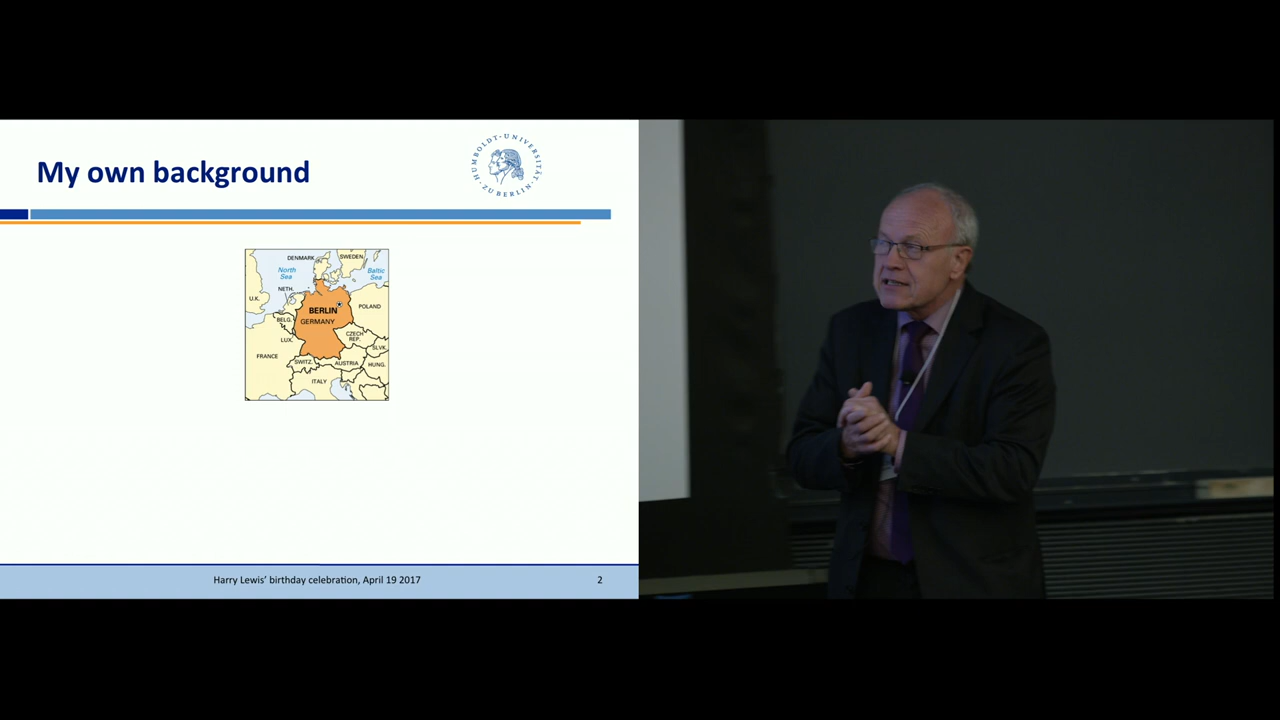 My own background
HUMBOLDT-UNIVERSITÄT
ZU BERLIN
DENMARK
SWEDEN
North
Sea
Baltic
Sea
NETH.
U.K.
BERLIN
POLAND
BELG.
GERMANY
LUX.
CZECH
REP.
SLVK.
FRANCE
SWITZ.
AUSTRIA
HUNG.
ITALY
Harry Lewis’ birthday celebration, April 19 2017
2